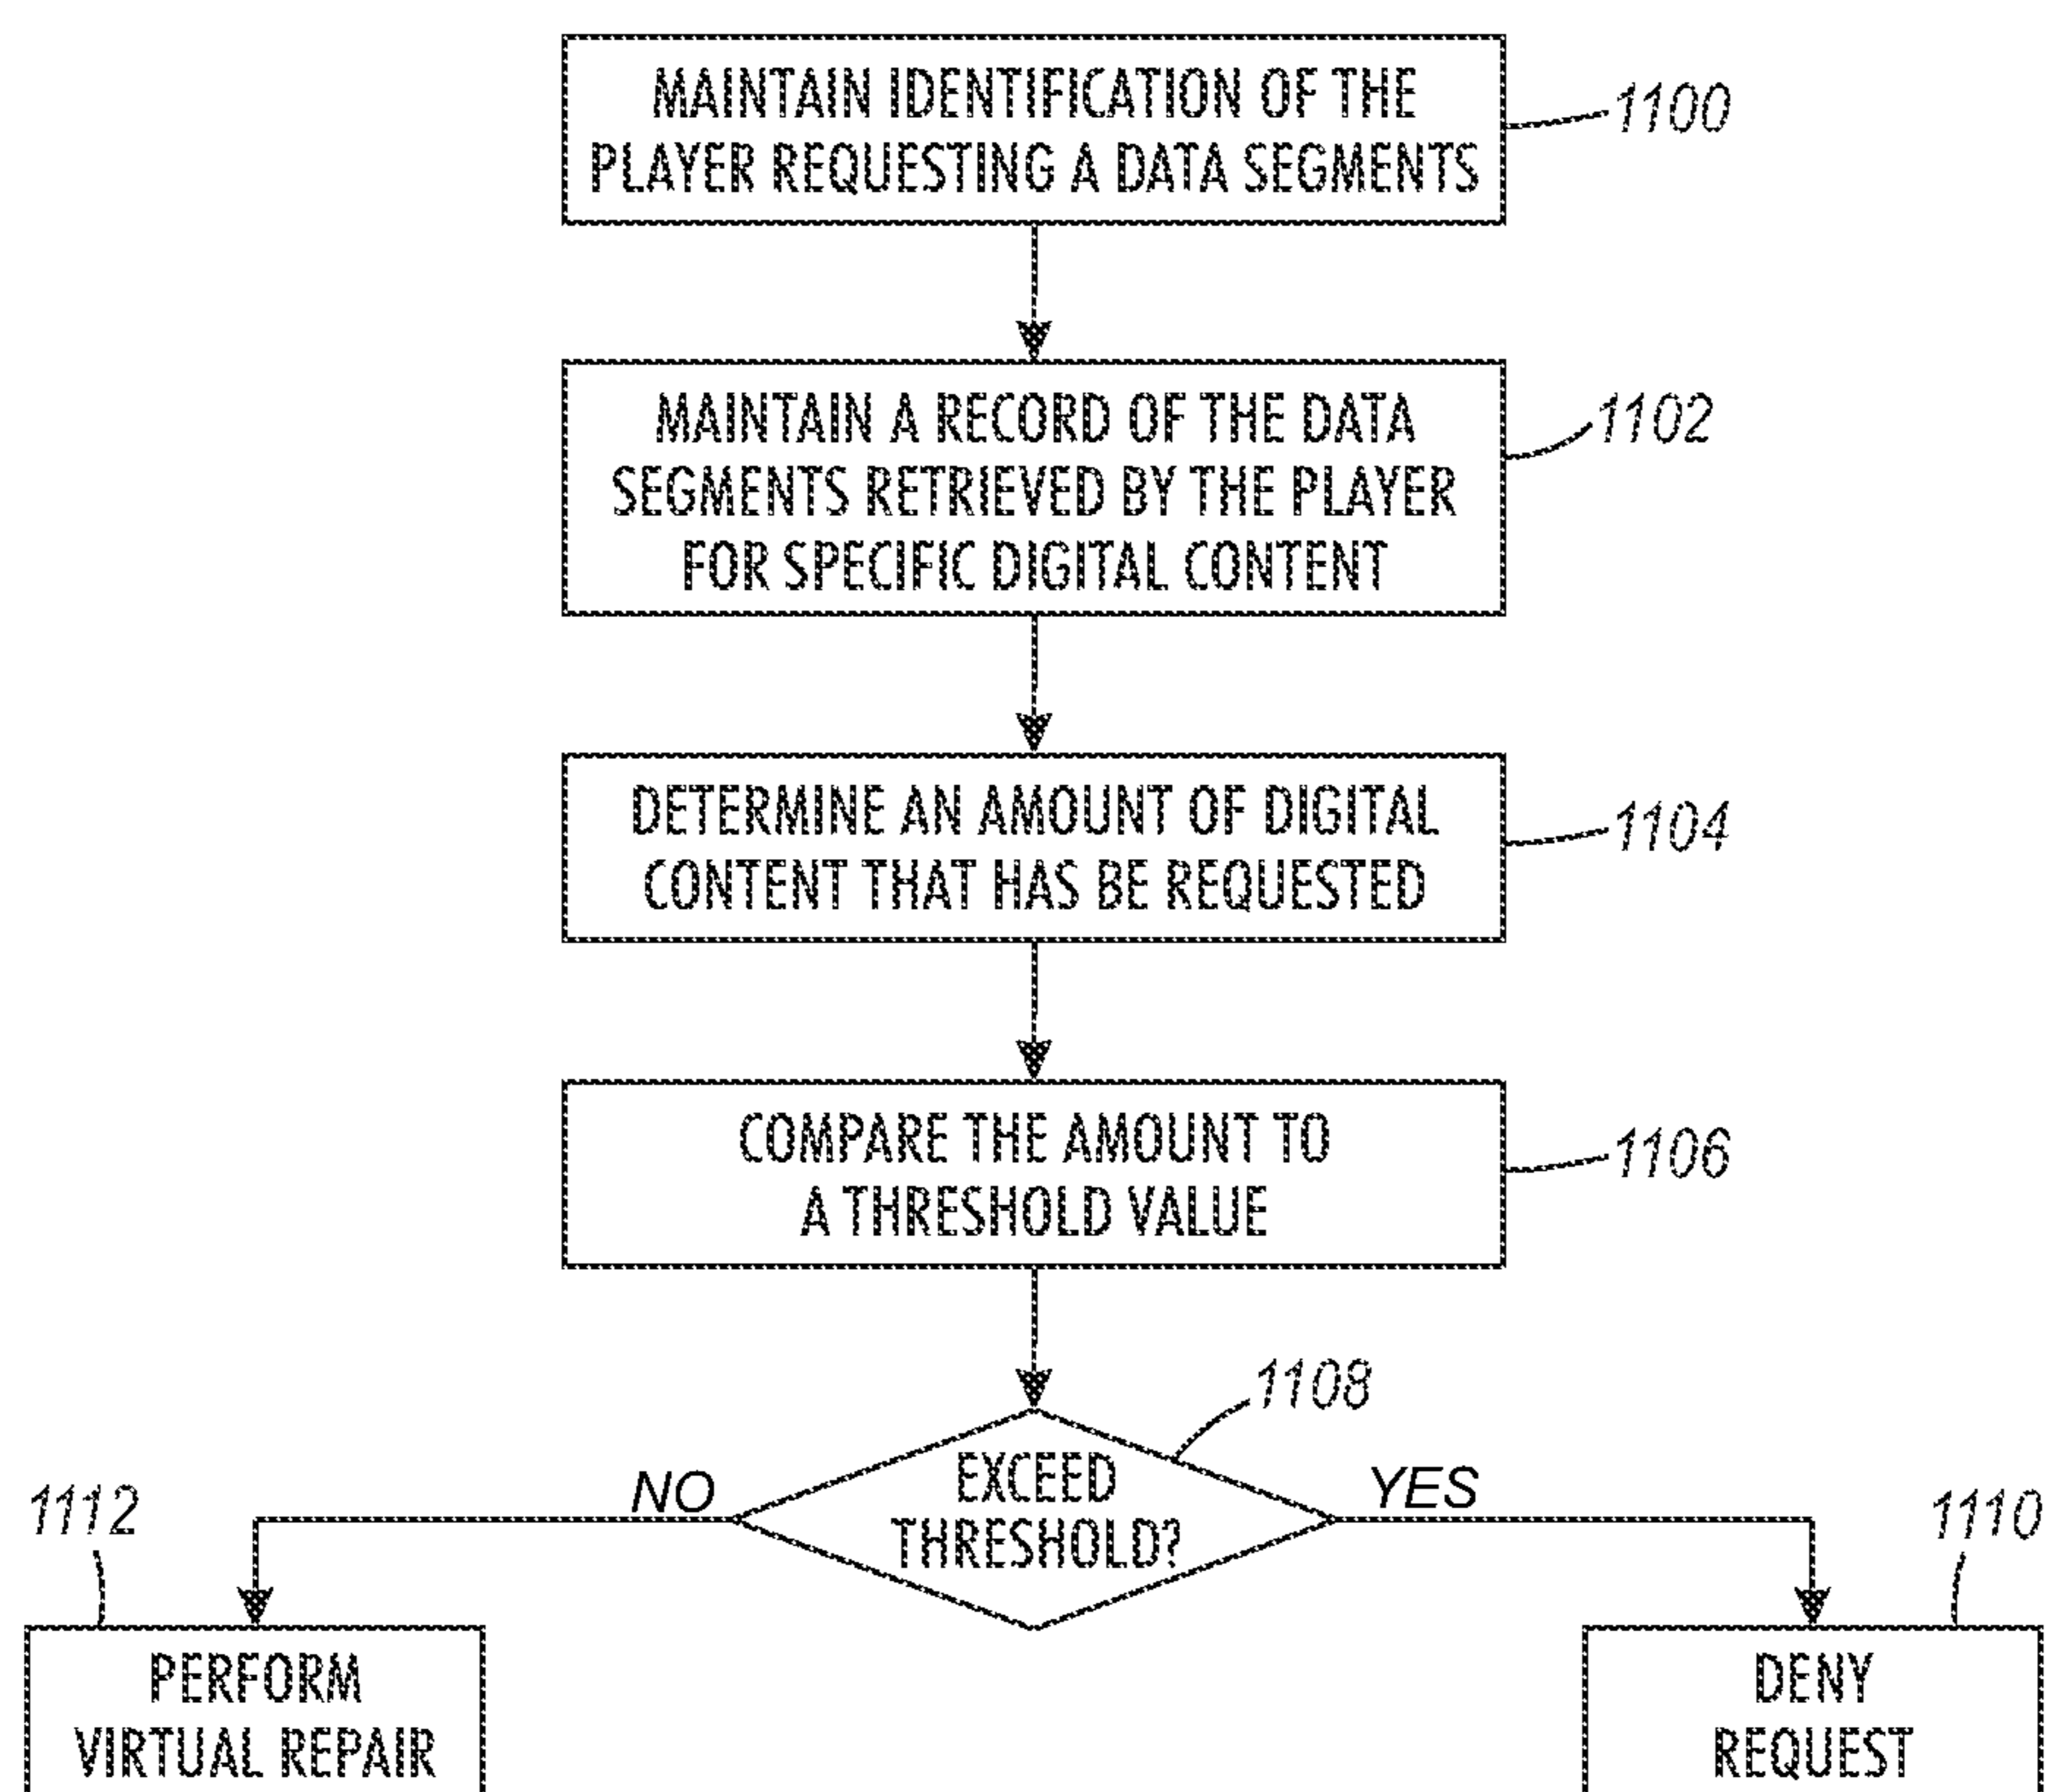 MAINTAIN IDENTIFICATION OF THE
PLAYER REQUESTING A DATA SEGMENTS
1100
MAINTAIN A RECORD OF THE DATA
SEGMENTS RETRIEVED BY THE PLAYER
FOR SPECIFIC DIGITAL CONTENT
1102
DETERMINE AN AMOUNT OF DIGITAL
CONTENT THAT HAS BE REQUESTED
1104
COMPARE THE AMOUNT TO
A THRESHOLD VALUE
1106
1108
EXCEED
THRESHOLD?
NO
YES
1112
1110
PERFORM
VIRTUAL REPAIR
DENY
REQUEST